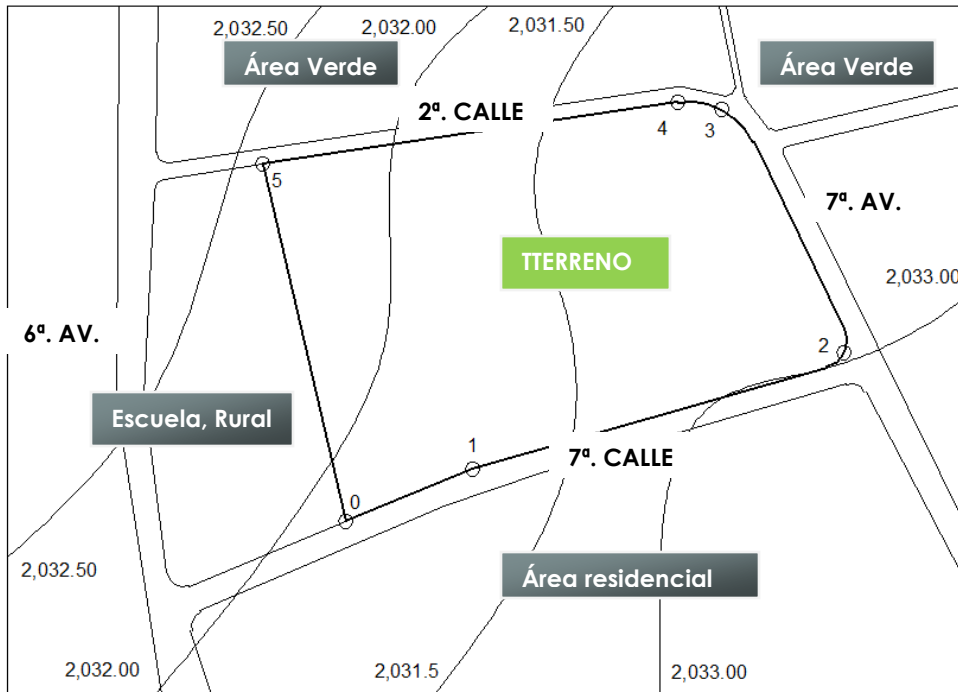 2,032.50
2,032.00
2,031.50
Área Verde
Área Verde
2ª. CALLE
4
3
5
7ª. AV.
TTERRENO
2,033.00
6ª. AV.
2
Escuela, Rural
1
7ª. CALLE
0
2,032.50
Área residencial
2,032.00
2,031.5
2,033.00